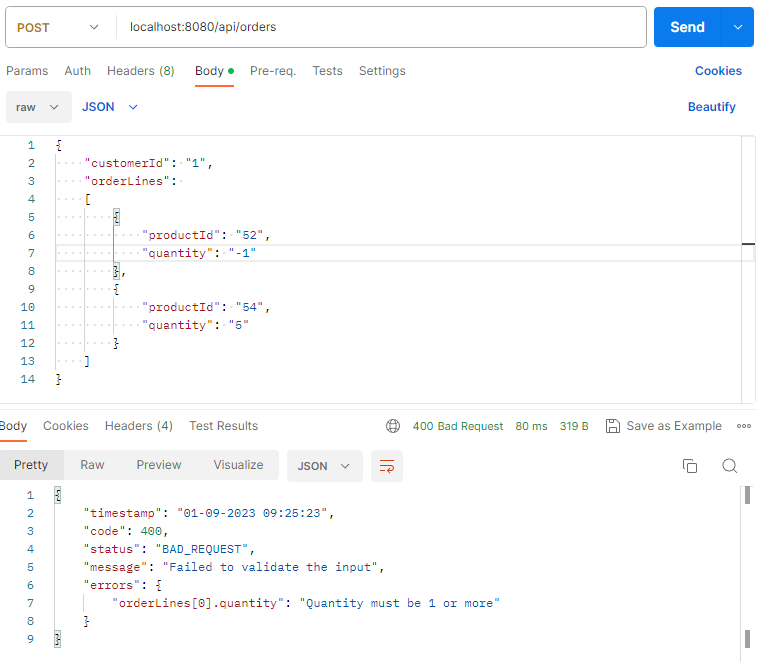 POST localhost:8080/api/orders Send
Params Auth Headers (8) Body Pre-req. Tests Settings Cookies
raw JSON Beautify
1 {
2 "customerId": "1",
3 "orderLines":
4 [
5 {
6 "productId": "52",
7 "quantity": "-1"
8 },
9 {
10 "productId": "54",
11 "quantity": "5"
12 }
13 ]
14 }
Body Cookies Headers (4) Test Results 400 Bad Request 80 ms 319 B Save as Example
Pretty Raw Preview Visualize JSON
1 {
2 "timestamp": "01-09-2023 09:25:23",
3 "code": 400,
4 "status": "BAD_REQUEST",
5 "message": "Failed to validate the input",
6 "errors": {
7 "orderLines[0].quantity": "Quantity must be 1 or more"
8 }
9 }